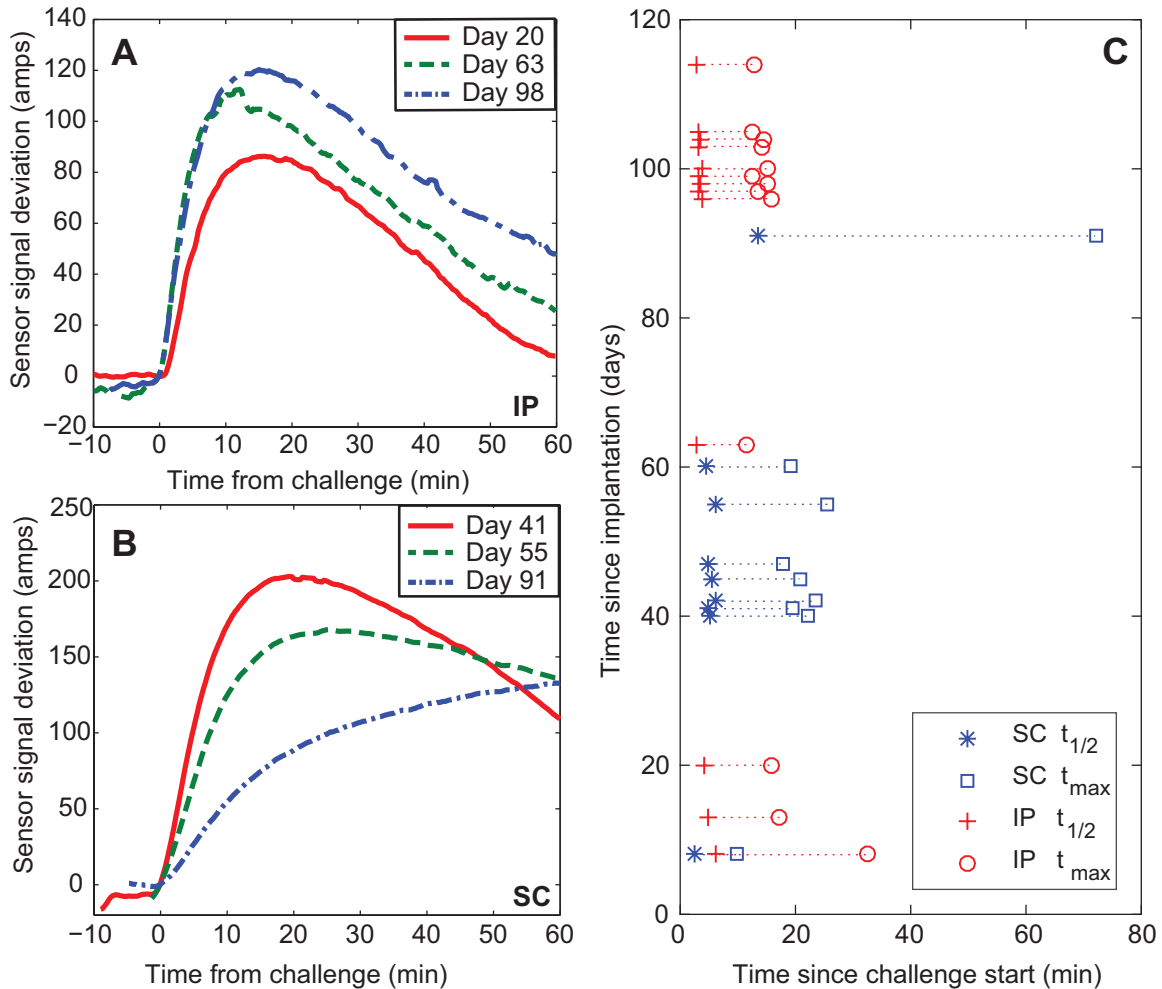 A
Sensor signal deviation (amps)
140
120
100
80
60
40
20
0
−20
Day 20
Day 63
Day 98
IP
−10 0 10 20 30 40 50 60
Time from challenge (min)
B
Sensor signal deviation (amps)
250
200
150
100
50
0
Day 41
Day 55
Day 91
SC
−10 0 10 20 30 40 50 60
Time from challenge (min)
C
Time since implantation (days)
120
100
80
60
40
20
0
SC t1/2
SC tmax
IP t1/2
IP tmax
0 20 40 60 80
Time since challenge start (min)